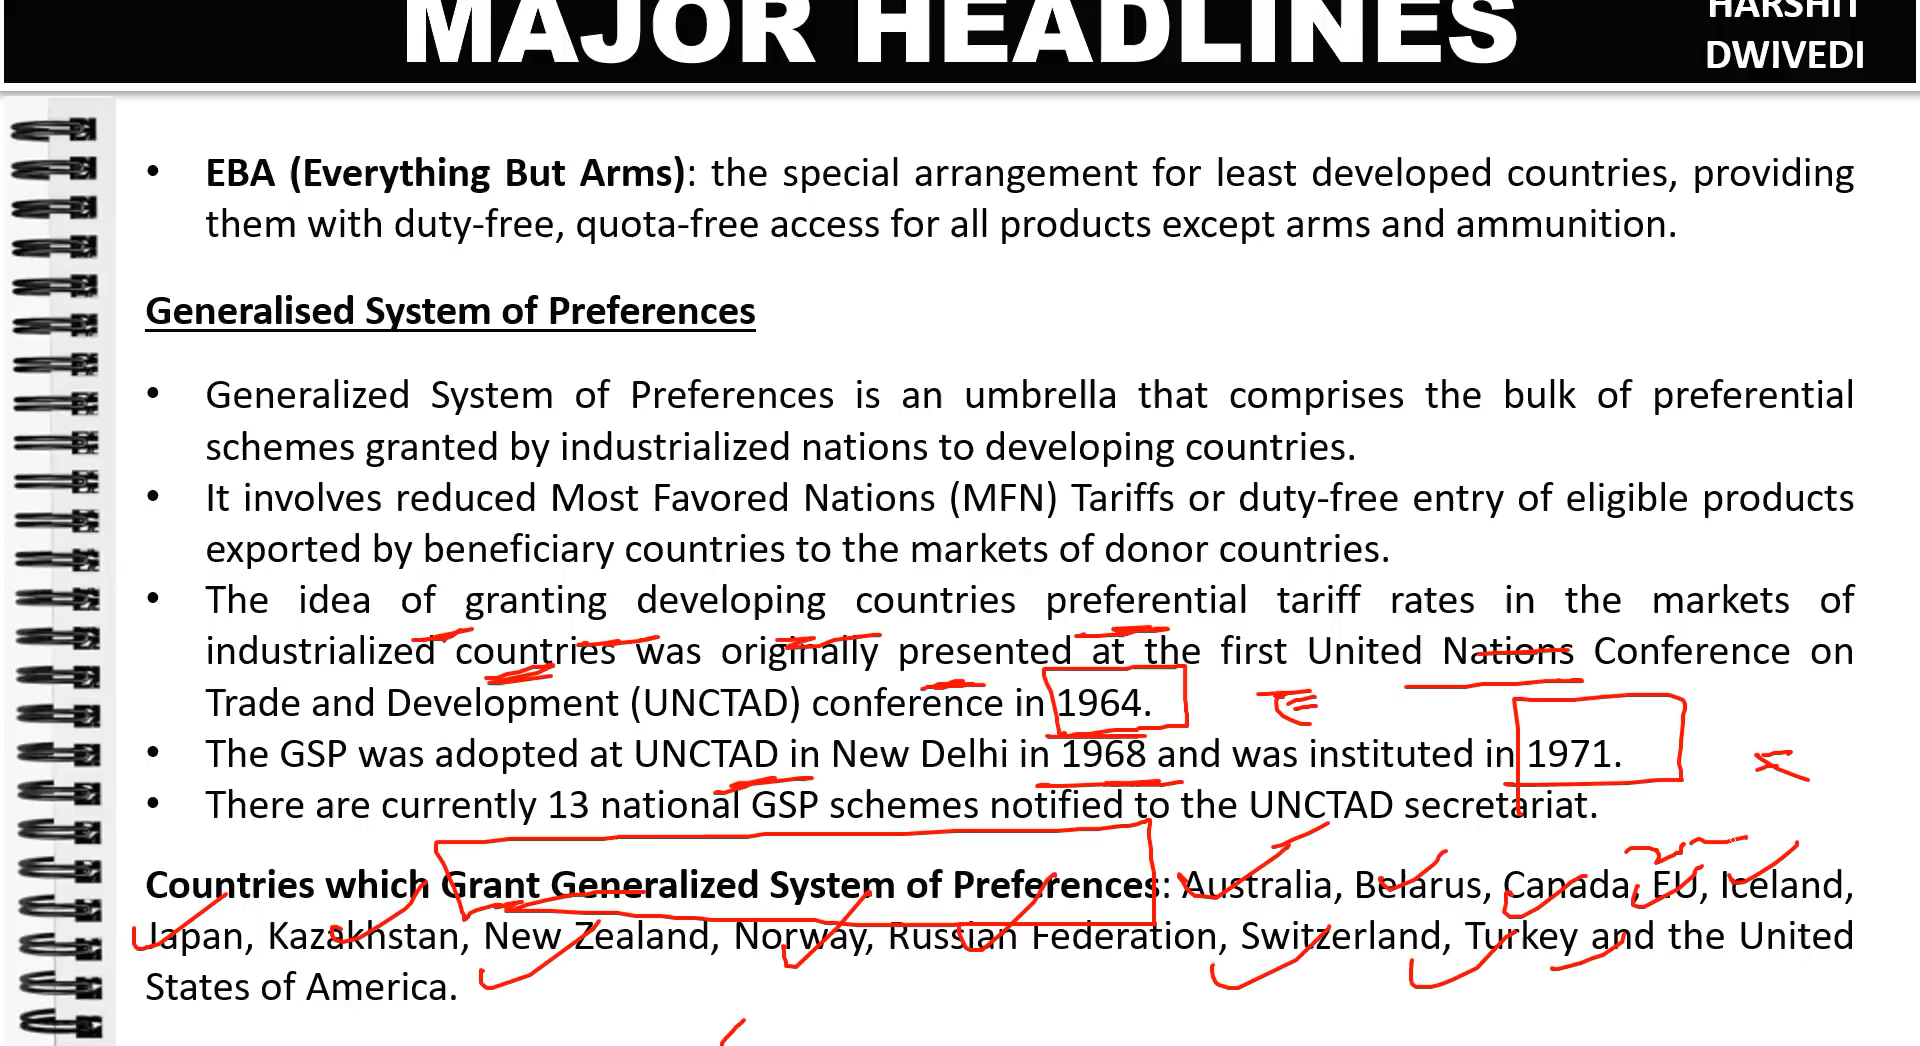 MAJOR HEADLINES
HARSHIT
DWIVEDI
• EBA (Everything But Arms): the special arrangement for least developed countries, providing
them with duty-free, quota-free access for all products except arms and ammunition.
Generalised System of Preferences
• Generalized System of Preferences is an umbrella that comprises the bulk of preferential
schemes granted by industrialized nations to developing countries.
• It involves reduced Most Favored Nations (MFN) Tariffs or duty-free entry of eligible products
exported by beneficiary countries to the markets of donor countries.
• The idea of granting developing countries preferential tariff rates in the markets of
industrialized countries was originally presented at the first United Nations Conference on
Trade and Development (UNCTAD) conference in 1964.
• The GSP was adopted at UNCTAD in New Delhi in 1968 and was instituted in 1971.
• There are currently 13 national GSP schemes notified to the UNCTAD secretariat.
Countries which Grant Generalized System of Preferences: Australia, Belarus, Canada, EU, Iceland,
Japan, Kazakhstan, New Zealand, Norway, Russian Federation, Switzerland, Turkey and the United
States of America.